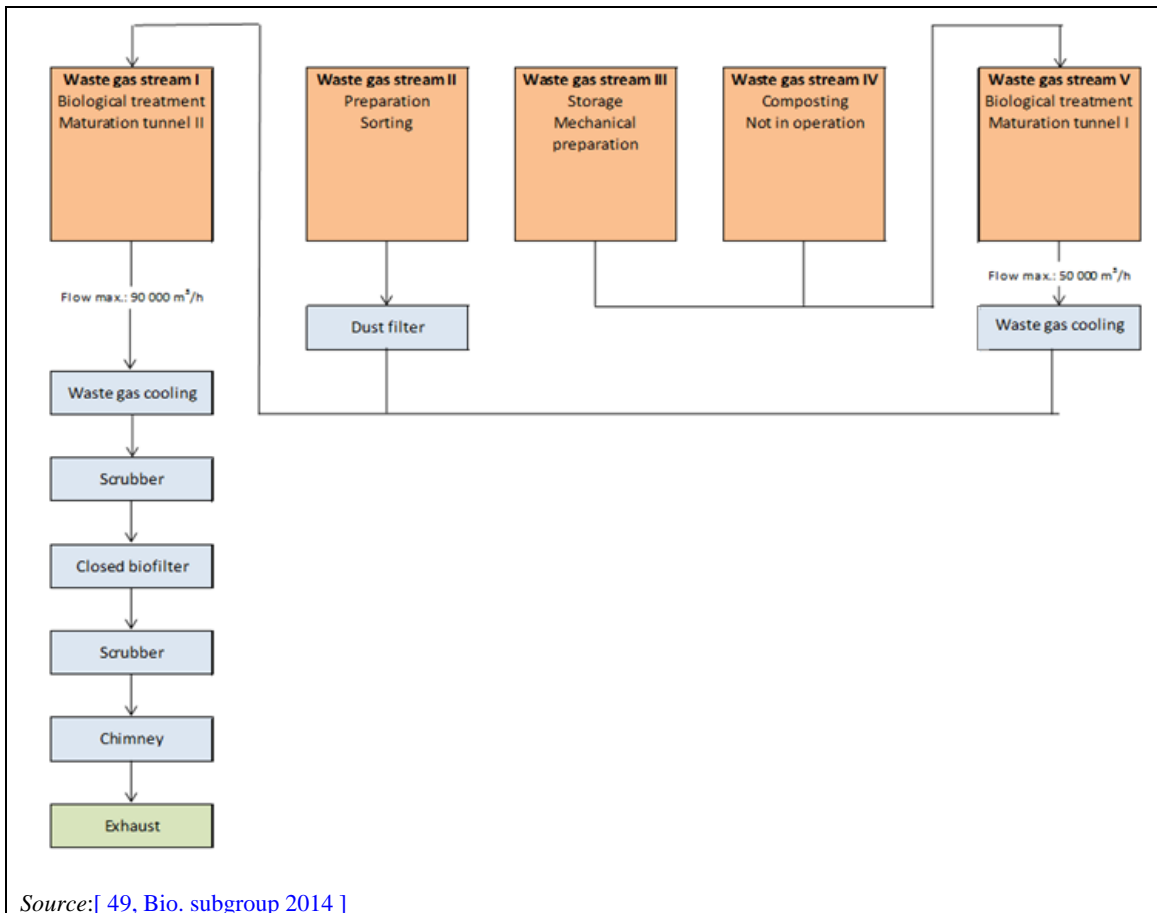 Waste gas stream I
Biological treatment
Maturation tunnel II
Waste gas stream II
Preparation
Sorting
Waste gas stream III
Storage
Mechanical
preparation
Waste gas stream IV
Composting
Not in operation
Waste gas stream V
Biological treatment
Maturation tunnel I
Flow max.: 90 000 m³/h
Flow max.: 50 000 m³/h
Dust filter
Waste gas cooling
Waste gas cooling
Scrubber
Closed biofilter
Scrubber
Chimney
Exhaust
Source:[ 49, Bio. subgroup 2014 ]